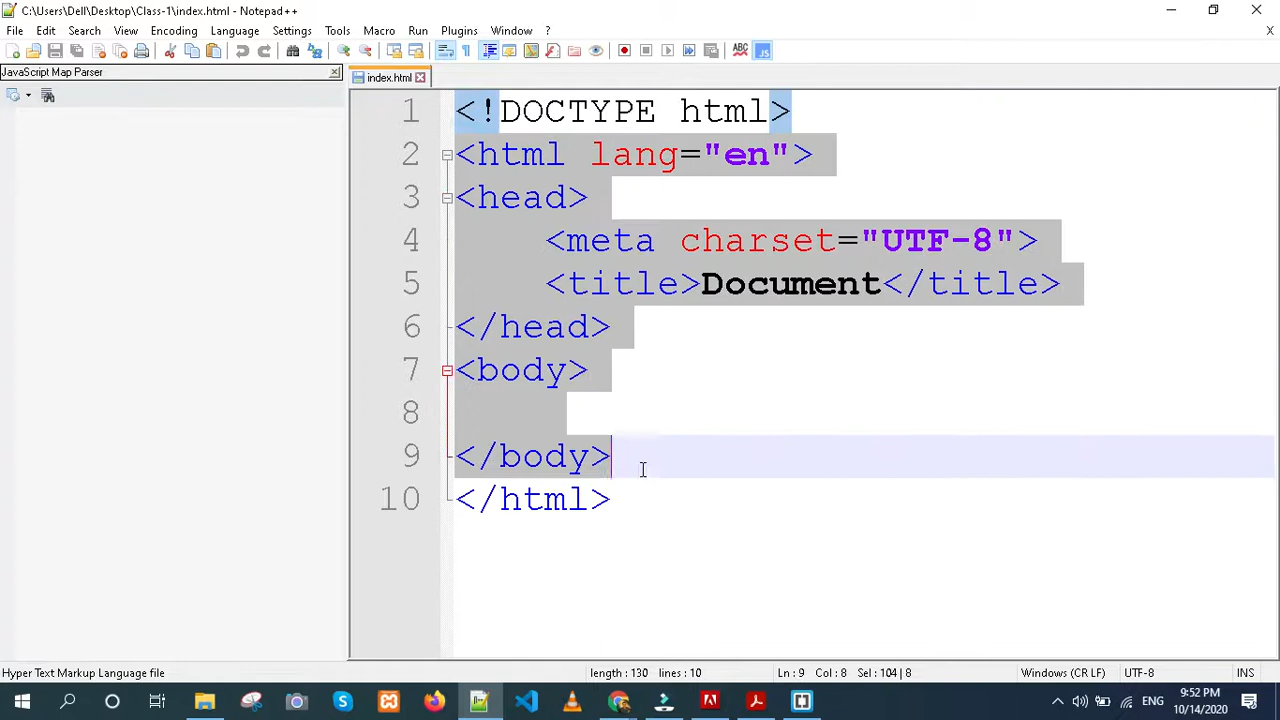 C:\Users\Dell\Desktop\Class-1\index.html - Notepad++
File Edit Search View Encoding Language Settings Tools Macro Run Plugins Window ? X
JavaScript Map Parser
index.html
1 <!DOCTYPE html>
2 <html lang="en">
3 <head>
4 <meta charset="UTF-8">
5 <title>Document</title>
6 </head>
7 <body>
8
9 </body>
10 </html>
Hyper Text Markup Language file length : 130 lines : 10 Ln : 9 Col : 8 Sel : 104 | 8 Windows (CR LF) UTF-8 INS
ENG 9:52 PM
10/14/2020